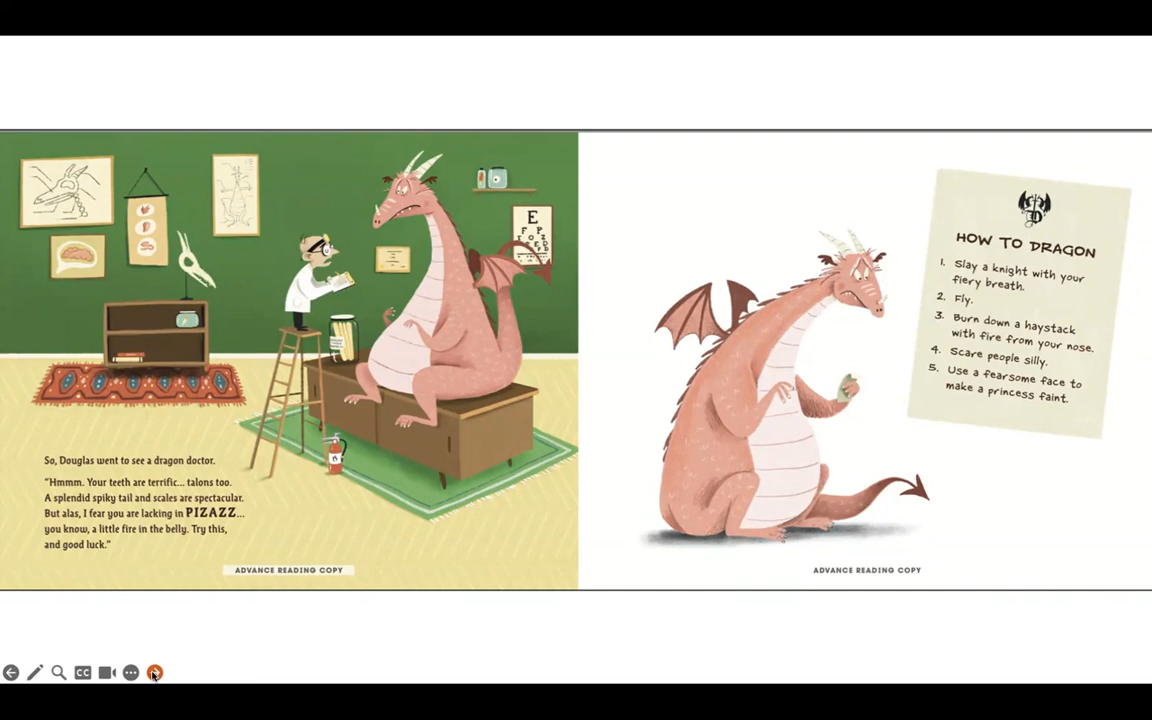 So, Douglas went to see a dragon doctor.
“Hmmm. Your teeth are terrific... talons too.
A splendid spiky tail and scales are spectacular.
But alas, I fear you are lacking in PIZAZZ...
you know, a little fire in the belly. Try this,
and good luck.”
ADVANCE READING COPY
E
F P
T O Z
HOW TO DRAGON
1. Slay a knight with your
fiery breath.
2. Fly.
3. Burn down a haystack
with fire from your nose.
4. Scare people silly.
5. Use a fearsome face to
make a princess faint.
ADVANCE READING COPY
CC